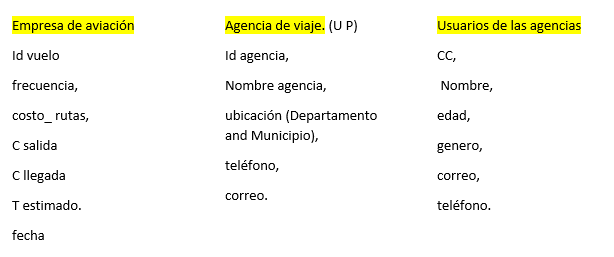 Empresa de aviación
Id vuelo
frecuencia,
costo_ rutas,
C salida
C llegada
T estimado.
fecha
Agencia de viaje. (U P)
Id agencia,
Nombre agencia,
ubicación (Departamento
and Municipio),
teléfono,
correo.
Usuarios de las agencias
CC,
Nombre,
edad,
genero,
correo,
teléfono.